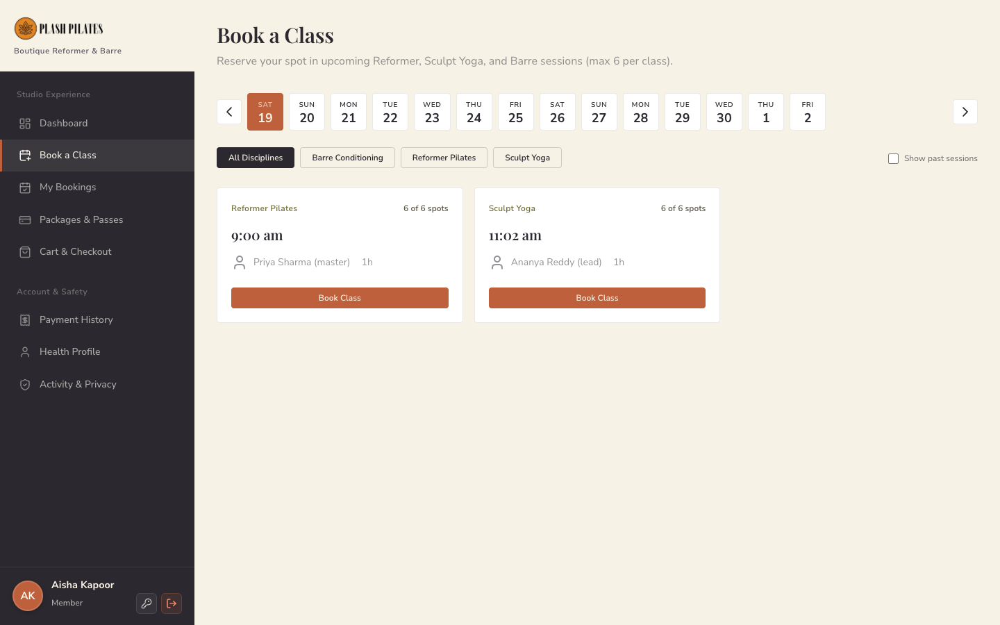 PLASH PILATES
Boutique Reformer & Barre
Studio Experience
Dashboard
Book a Class
My Bookings
Packages & Passes
Cart & Checkout
Account & Safety
Payment History
Health Profile
Activity & Privacy
AK
Aisha Kapoor
Member
Book a Class
Reserve your spot in upcoming Reformer, Sculpt Yoga, and Barre sessions (max 6 per class).
SAT SUN MON TUE WED THU FRI SAT SUN MON TUE WED THU FRI
19 20 21 22 23 24 25 26 27 28 29 30 1 2
All Disciplines Barre Conditioning Reformer Pilates Sculpt Yoga Show past sessions
Reformer Pilates 6 of 6 spots
9:00 am
Priya Sharma (master) 1h
Book Class
Sculpt Yoga 6 of 6 spots
11:02 am
Ananya Reddy (lead) 1h
Book Class